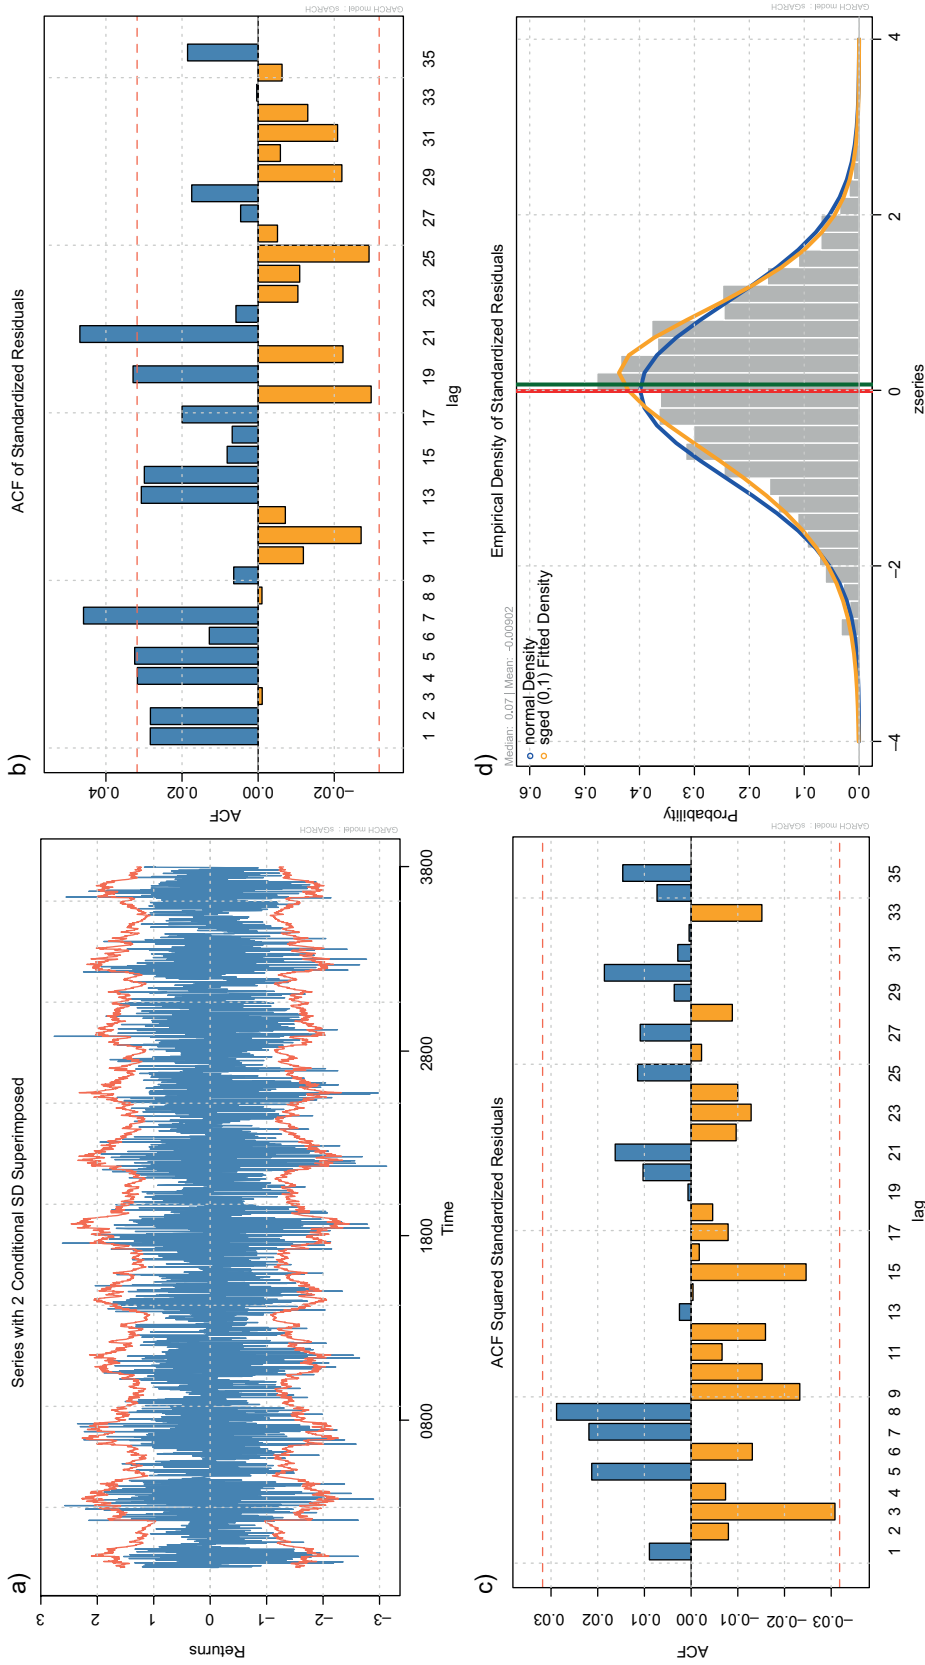 a)
Series with 2 Conditional SD Superimposed
Returns
3
2
1
0
−1
−2
−3
0800
1800
2800
3800
Time
GARCH model : sGARCH
b)
ACF of Standardized Residuals
ACF
0.04
0.02
0.00
−0.02
1 2 3 4 5 6 7 8 9 11 13 15 17 19 21 23 25 27 29 31 33 35
lag
GARCH model : sGARCH
c)
ACF Squared Standardized Residuals
ACF
0.03
0.02
0.01
0.00
−0.01
−0.02
−0.03
1 2 3 4 5 6 7 8 9 11 13 15 17 19 21 23 25 27 29 31 33 35
lag
GARCH model : sGARCH
d)
Empirical Density of Standardized Residuals
Median: 0.07 | Mean: -0.00902
normal Density
sged (0,1) Fitted Density
Probability
0.6
0.5
0.4
0.3
0.2
0.1
0.0
−4 −2 0 2 4
zseries
GARCH model : sGARCH